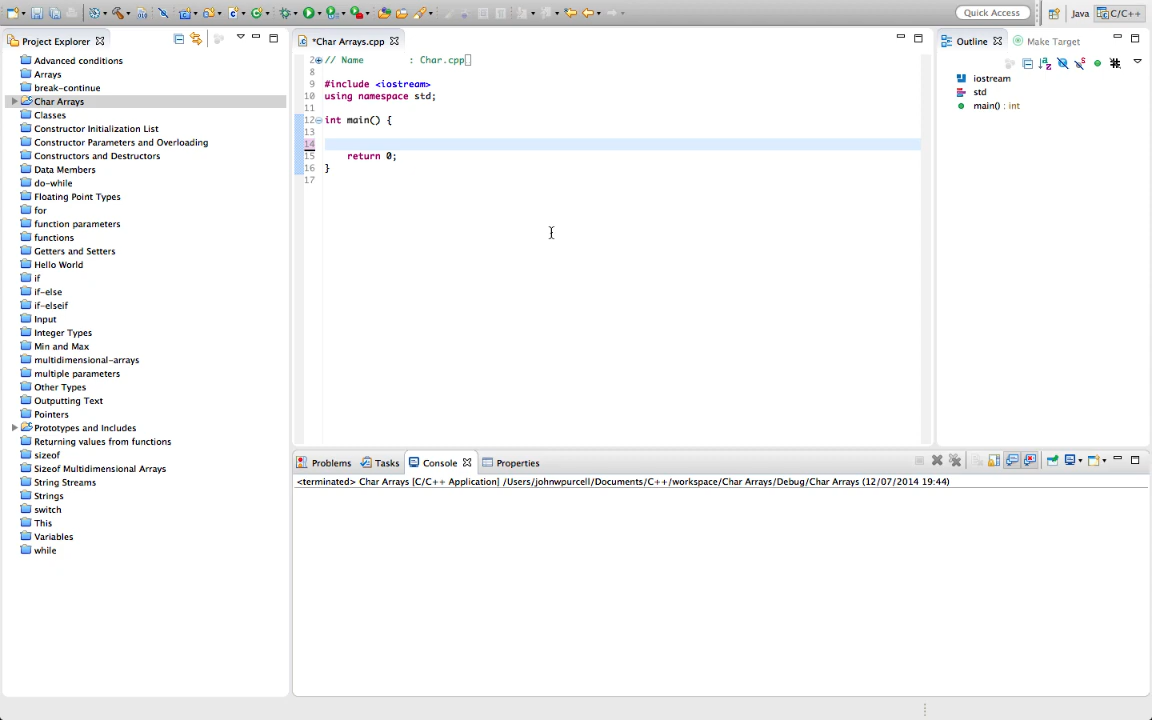 Quick Access
Java
C/C++
Project Explorer
Advanced conditions
Arrays
break-continue
Char Arrays
Classes
Constructor Initialization List
Constructor Parameters and Overloading
Constructors and Destructors
Data Members
do-while
Floating Point Types
for
function parameters
functions
Getters and Setters
Hello World
if
if-else
if-elseif
Input
Integer Types
Min and Max
multidimensional-arrays
multiple parameters
Other Types
Outputting Text
Pointers
Prototypes and Includes
Returning values from functions
sizeof
Sizeof Multidimensional Arrays
String Streams
Strings
switch
This
Variables
while
*Char Arrays.cpp
2 // Name : Char.cpp
8
9 #include <iostream>
10 using namespace std;
11
12 int main() {
13
14
15 return 0;
16 }
17
Outline
Make Target
iostream
std
main() : int
Problems
Tasks
Console
Properties
<terminated> Char Arrays [C/C++ Application] /Users/johnwpurcell/Documents/C++/workspace/Char Arrays/Debug/Char Arrays (12/07/2014 19:44)